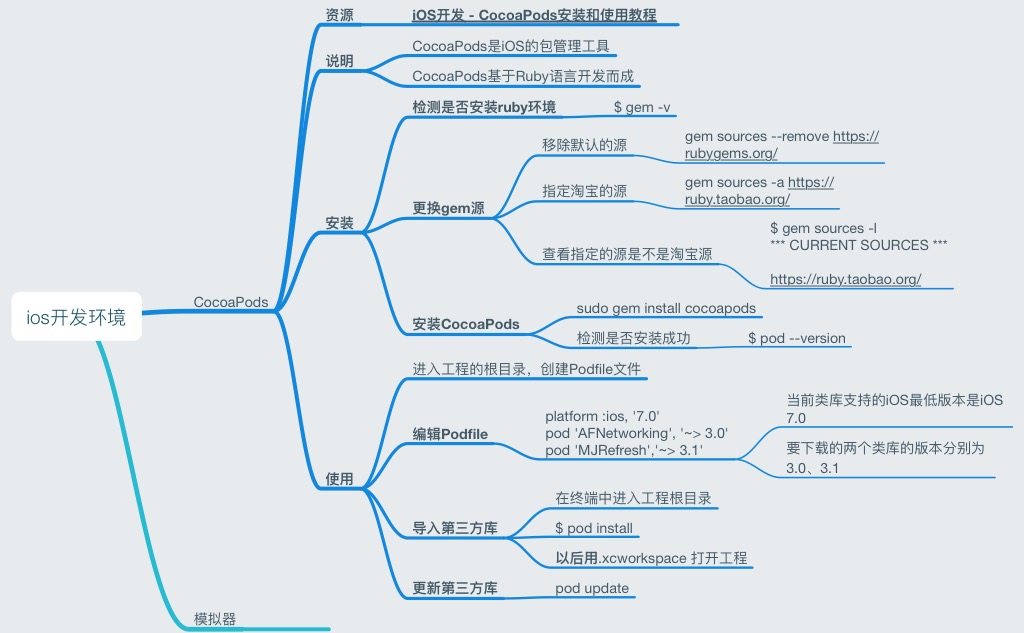 ios开发环境
CocoaPods
资源
iOS开发 - CocoaPods安装和使用教程
说明
CocoaPods是iOS的包管理工具
CocoaPods基于Ruby语言开发而成
安装
检测是否安装ruby环境
$ gem -v
更换gem源
移除默认的源
gem sources --remove https://
rubygems.org/
指定淘宝的源
gem sources -a https://
ruby.taobao.org/
查看指定的源是不是淘宝源
$ gem sources -l
*** CURRENT SOURCES ***
https://ruby.taobao.org/
安装CocoaPods
sudo gem install cocoapods
检测是否安装成功
$ pod --version
使用
进入工程的根目录，创建Podfile文件
编辑Podfile
platform :ios, '7.0'
pod 'AFNetworking', '~> 3.0'
pod 'MJRefresh','~> 3.1'
当前类库支持的iOS最低版本是iOS
7.0
要下载的两个类库的版本分别为
3.0、3.1
导入第三方库
在终端中进入工程根目录
$ pod install
以后用.xcworkspace 打开工程
更新第三方库
pod update
模拟器